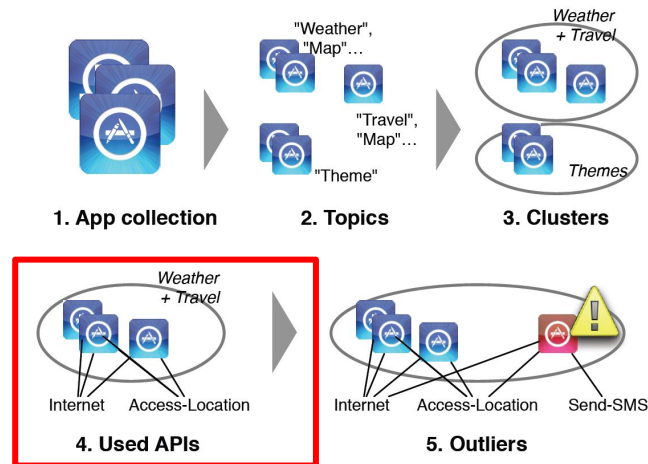 "Weather",
"Map"...
"Travel",
"Map"...
"Theme"
Weather
+ Travel
Themes
1. App collection
2. Topics
3. Clusters
Weather
+ Travel
Internet
Access-Location
Internet
Access-Location
Send-SMS
4. Used APIs
5. Outliers